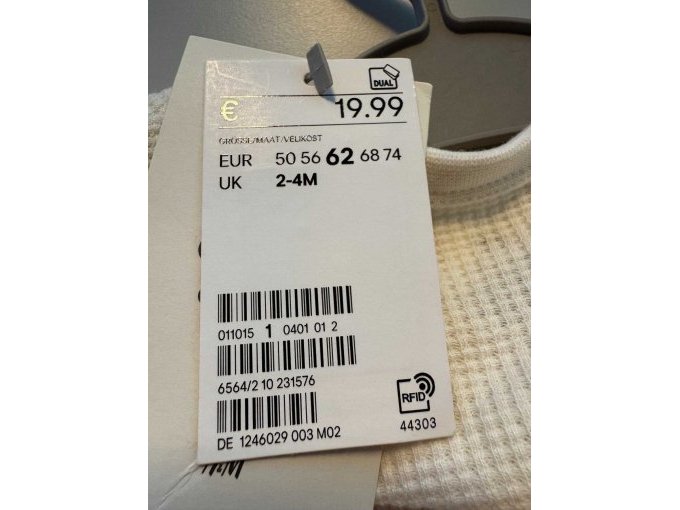 DUAL
€ 19.99
GRÖSSE/MAAT/VELIKOST
EUR 50 56 62 68 74
UK 2-4M
011015 1 0401 01 2
6564/2 10 231576
RFID
44303
DE 1246029 003 M02